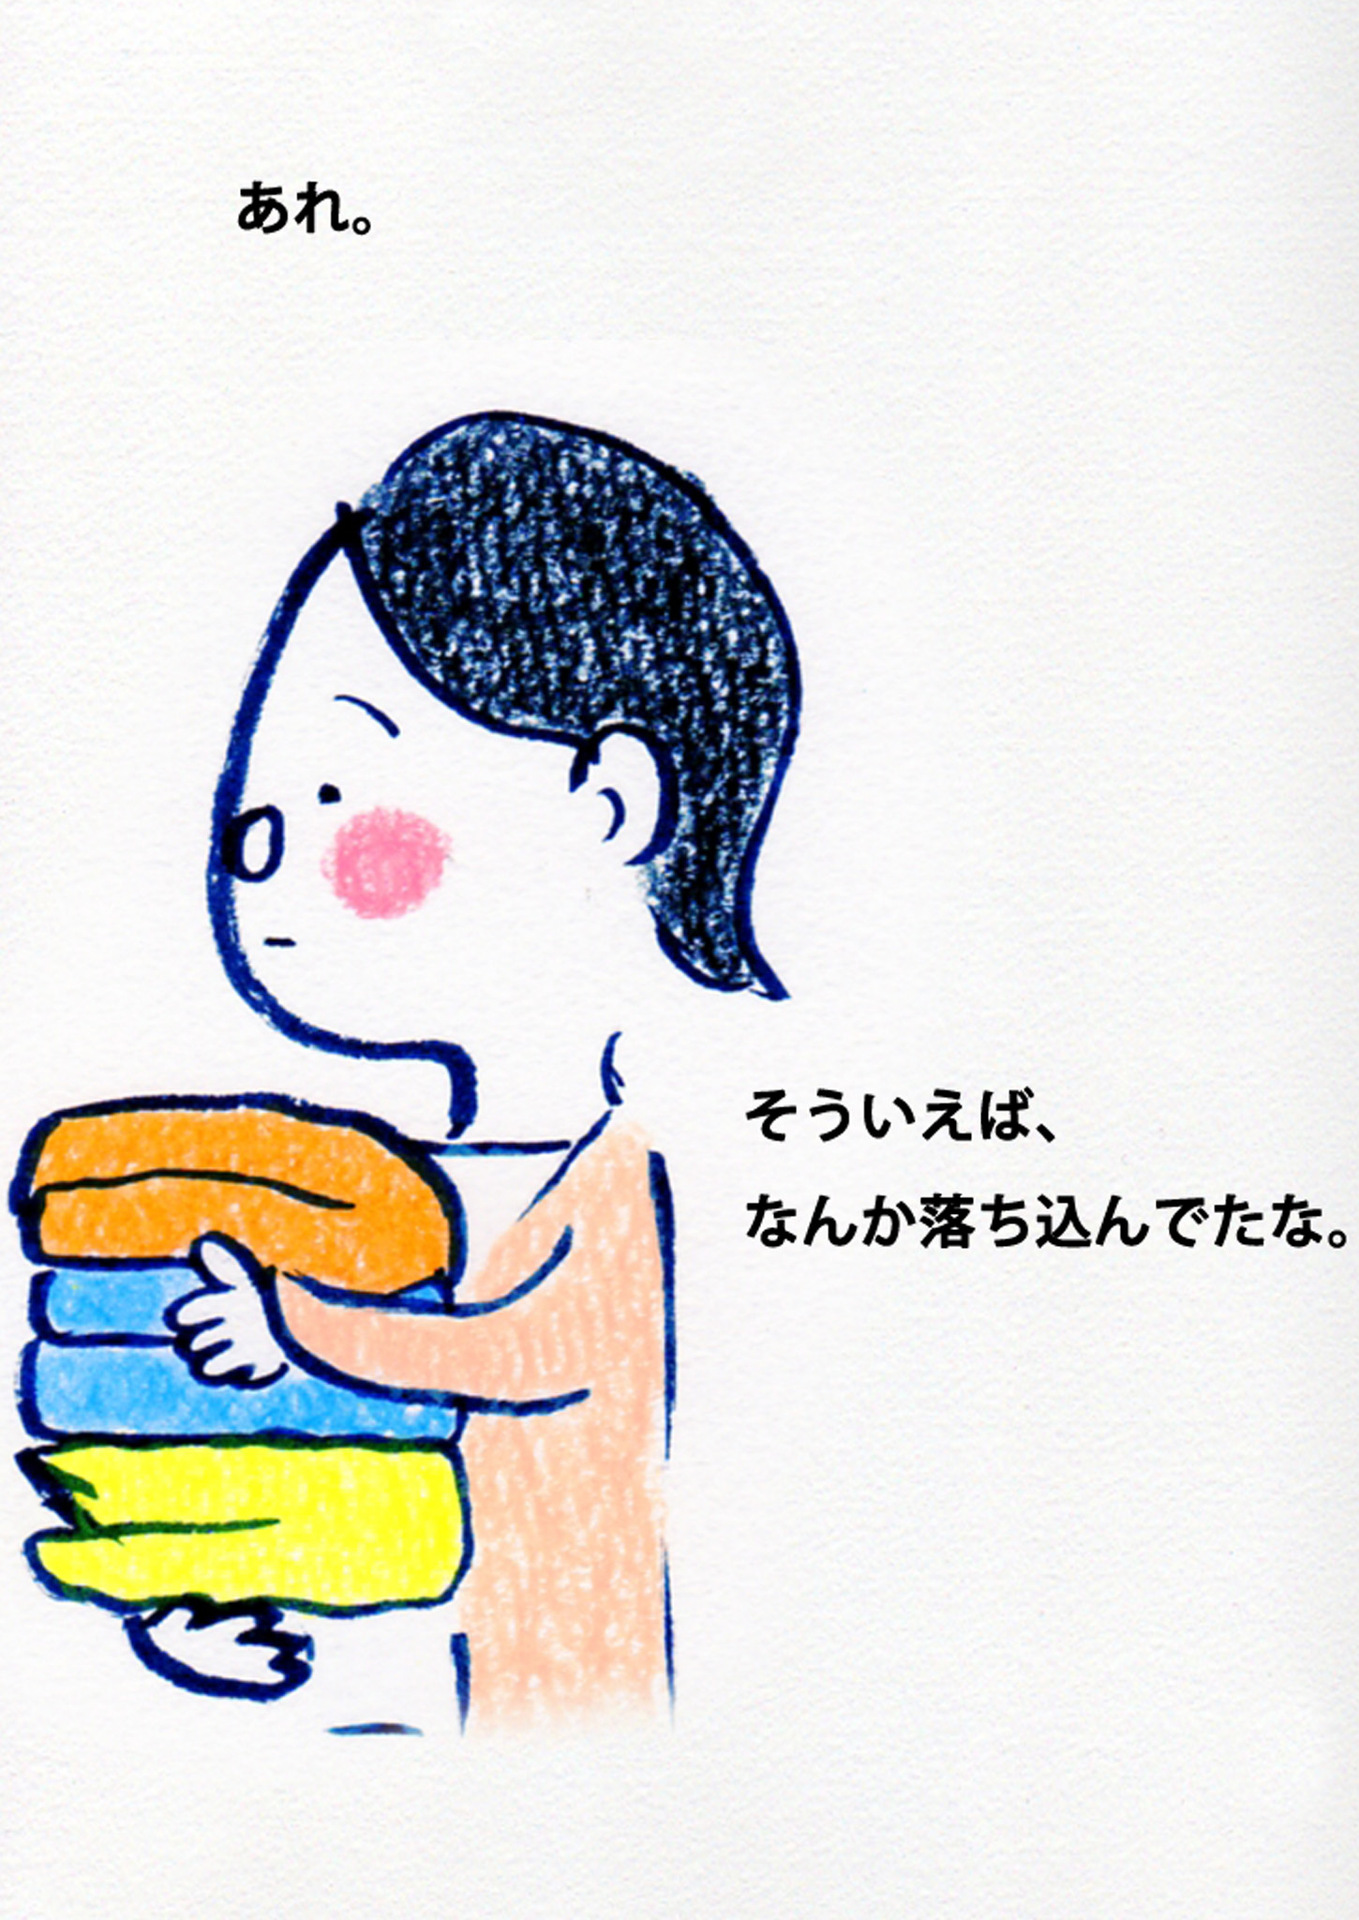 あれ。
そういえば、
なんか落ち込んでたな。